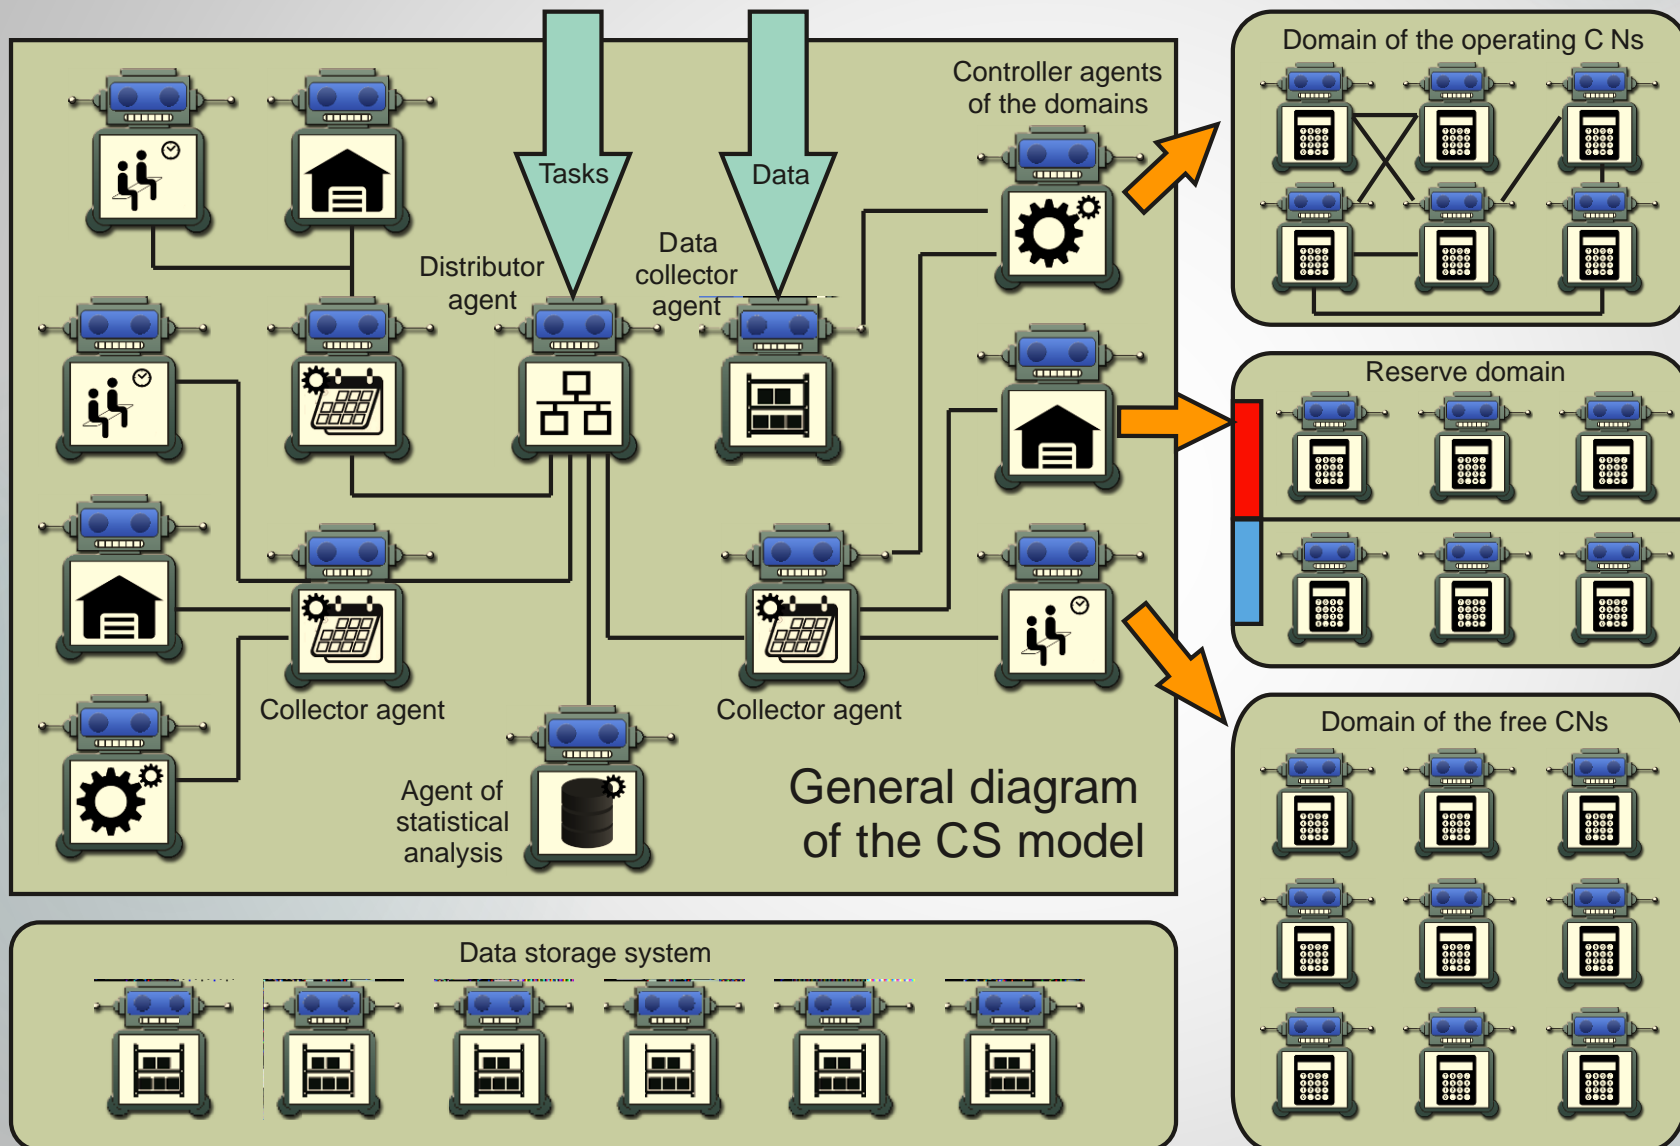 Tasks
Data
Controller agents
of the domains
Distributor
agent
Data
collector
agent
Collector agent
Collector agent
Agent of
statistical
analysis
General diagram
of the CS model
Domain of the operating C Ns
Reserve domain
Domain of the free CNs
Data storage system